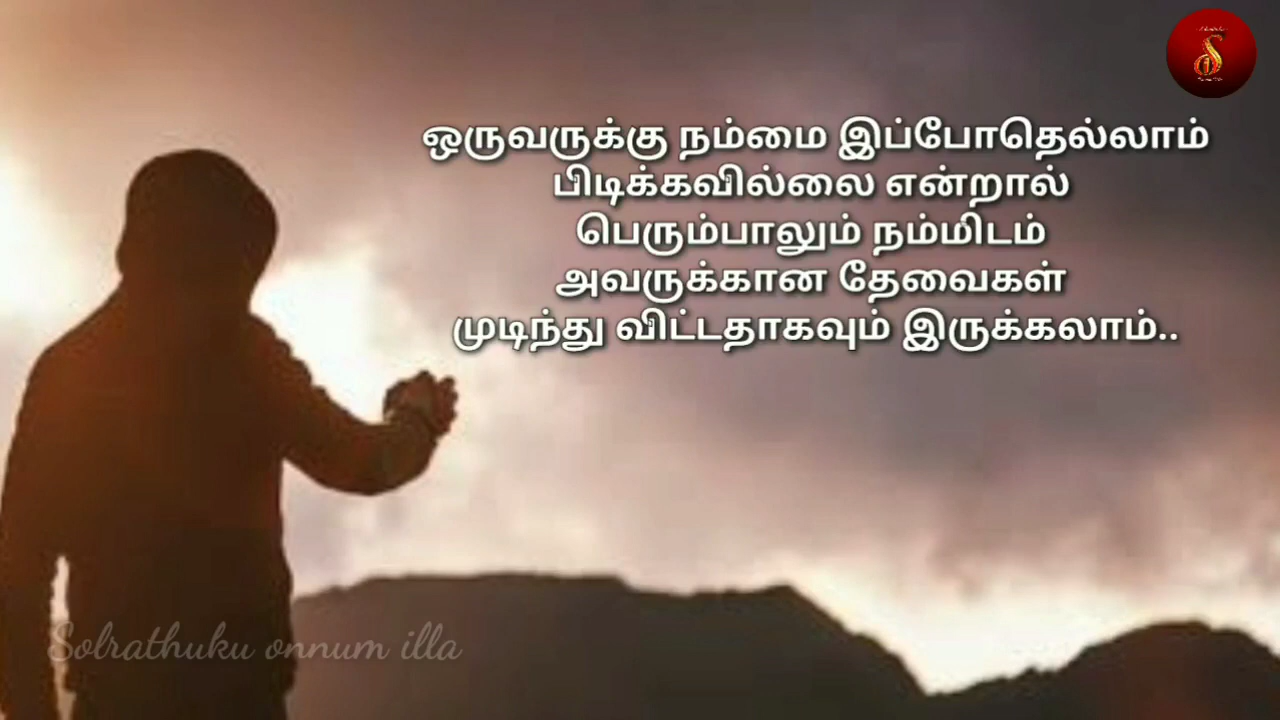 ஒருவருக்கு நம்மை இப்போதெல்லாம்
பிடிக்கவில்லை என்றால்
பெரும்பாலும் நம்மிடம்
அவருக்கான தேவைகள்
முடிந்து விட்டதாகவும் இருக்கலாம்..
Solrathuku onnum illa